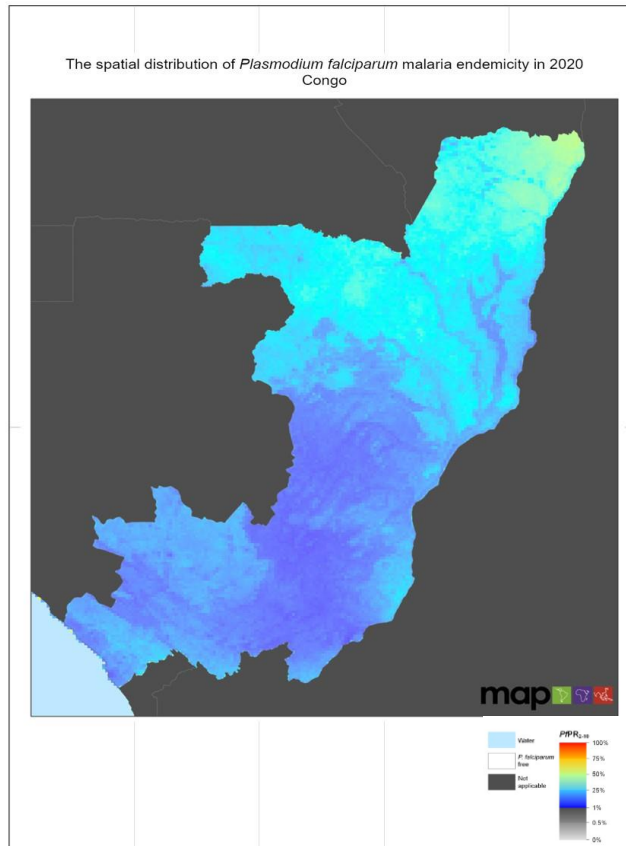 The spatial distribution of Plasmodium falciparum malaria endemicity in 2020
Congo
map
Water
P. falciparum
free
Not
applicable
PfPR2-10
100%
75%
50%
25%
1%
0.5%
0%